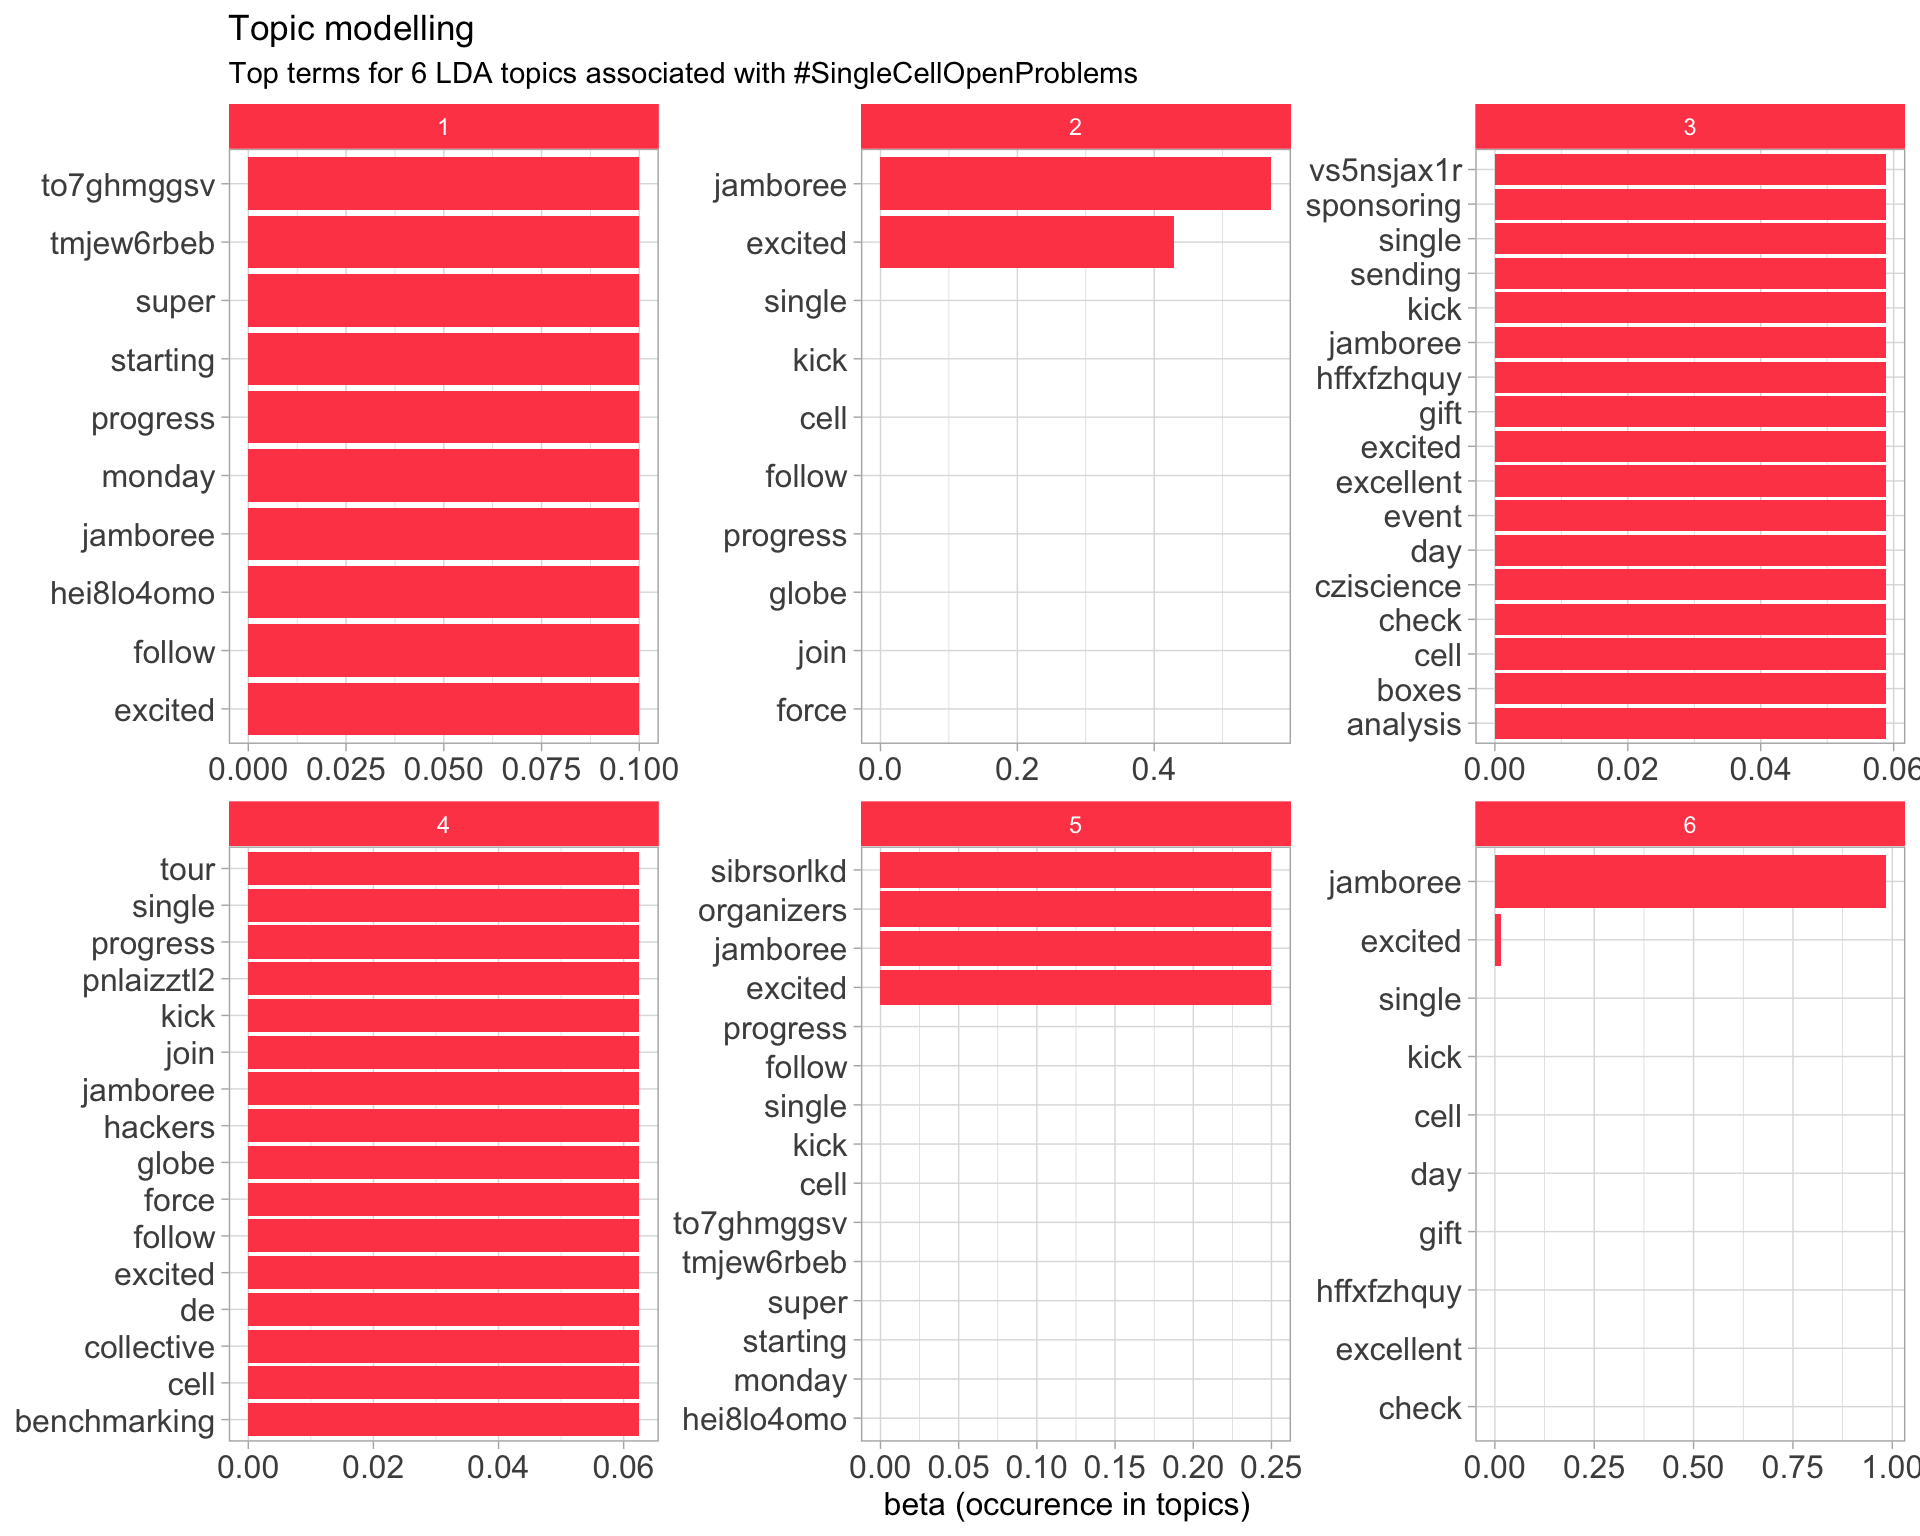 Topic modelling
Top terms for 6 LDA topics associated with #SingleCellOpenProblems
1
to7ghmggsv
tmjew6rbeb
super
starting
progress
monday
jamboree
hei8lo4omo
follow
excited
0.000 0.025 0.050 0.075 0.100
2
jamboree
excited
single
kick
cell
follow
progress
globe
join
force
0.0 0.2 0.4
3
vs5nsjax1r
sponsoring
single
sending
kick
jamboree
hffxfzhquy
gift
excited
excellent
event
day
cziscience
check
cell
boxes
analysis
0.00 0.02 0.04 0.06
4
tour
single
progress
pnlaizztl2
kick
join
jamboree
hackers
globe
force
follow
excited
de
collective
cell
benchmarking
0.00 0.02 0.04 0.06
5
sibrsorlkd
organizers
jamboree
excited
progress
follow
single
kick
cell
to7ghmggsv
tmjew6rbeb
super
starting
monday
hei8lo4omo
0.00 0.05 0.10 0.15 0.20 0.25
6
jamboree
excited
single
kick
cell
day
gift
hffxfzhquy
excellent
check
0.00 0.25 0.50 0.75 1.00
beta (occurence in topics)